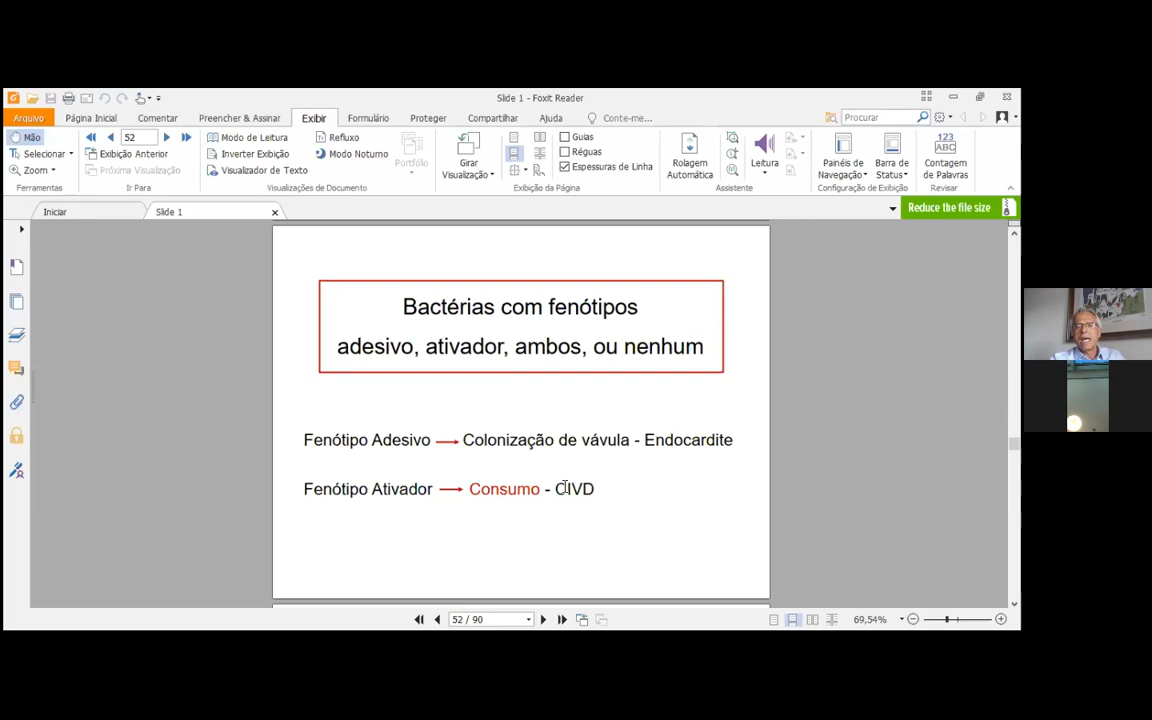 Slide 1 - Foxit Reader
Arquivo Página Inicial Comentar Preencher & Assinar Exibir Formulário Proteger Compartilhar Ajuda Conte-me... Procurar
Mão 52 Modo de Leitura Refluxo Guias
Selecionar Exibição Anterior Inverter Exibição Modo Noturno Réguas
Zoom Próxima Visualização Visualizador de Texto Espessuras de Linha
Portfólio
Girar Visualização
Rolagem Automática
Leitura
Painéis de Navegação
Barra de Status
123 ABC
Contagem de Palavras
Ferramentas Ir Para Visualizações de Documento Exibição da Página Assistente Configuração de Exibição Revisar
Iniciar Slide 1 Reduce the file size
Bactérias com fenótipos
adesivo, ativador, ambos, ou nenhum
Fenótipo Adesivo → Colonização de vávula - Endocardite
Fenótipo Ativador → Consumo - CIVD
52 / 90 69,54%